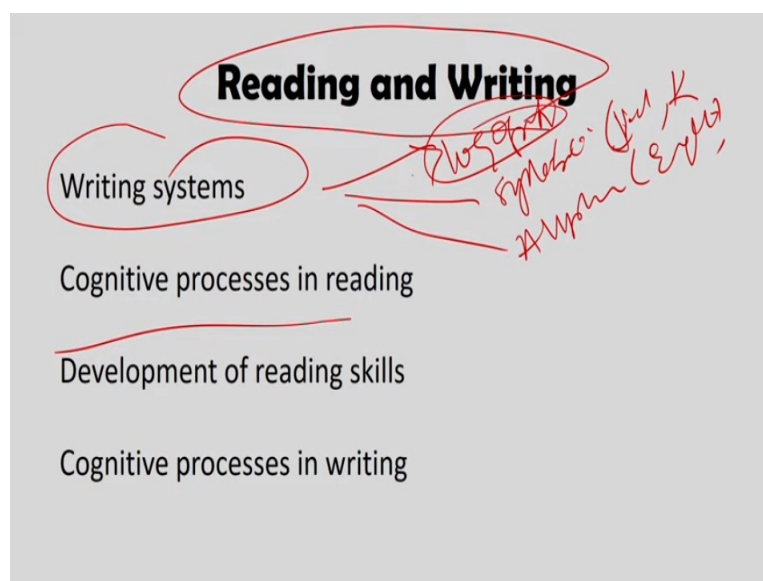 Reading and Writing
Writing systems
Cognitive processes in reading
Development of reading skills
Cognitive processes in writing